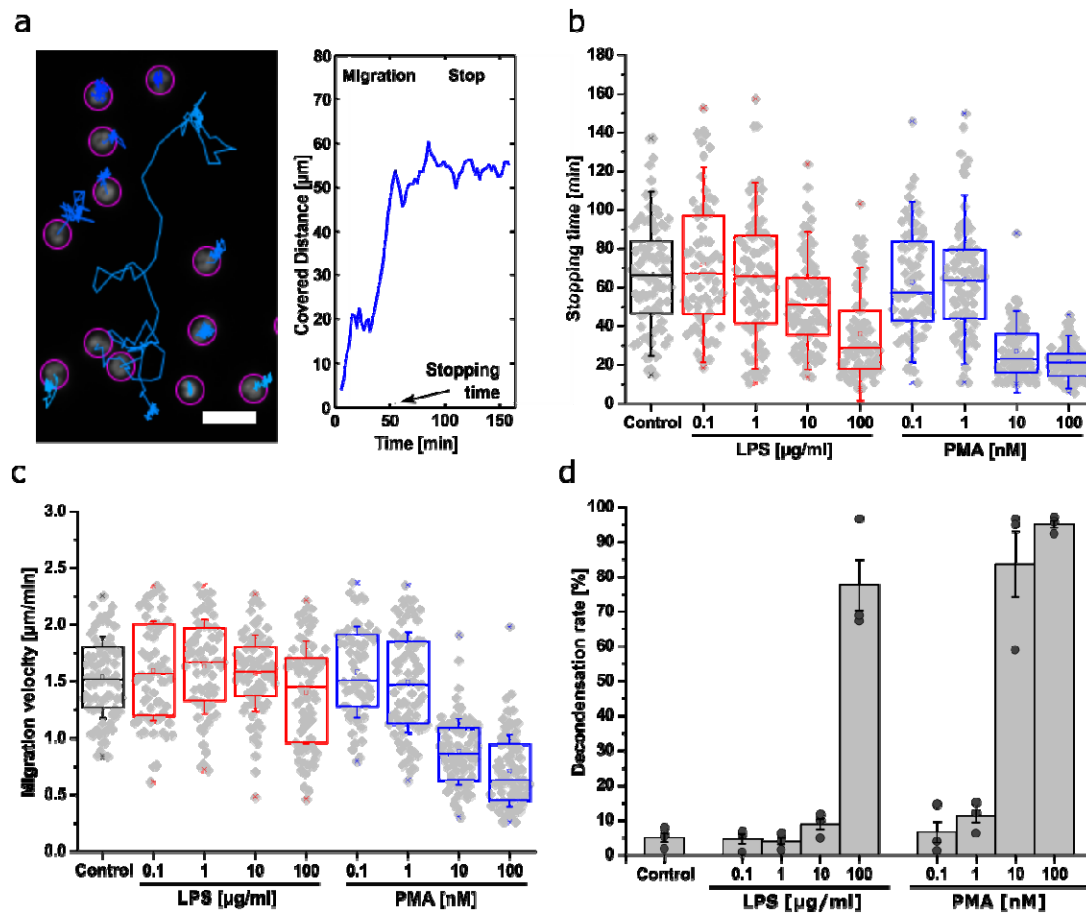 a
80
70
60
50
40
30
20
10
0
Migration
Stop
Stopping
time
Covered Distance [µm]
0
50
100
150
Time [min]
b
180
160
140
120
100
80
60
40
20
0
Stopping time [min]
Control
0.1
1
10
100
0.1
1
10
100
LPS [µg/ml]
PMA [nM]
c
3.0
2.5
2.0
1.5
1.0
0.5
0.0
Migration velocity [µm/min]
Control
0.1
1
10
100
0.1
1
10
100
LPS [µg/ml]
PMA [nM]
d
100
90
80
70
60
50
40
30
20
10
0
Decondensation rate [%]
Control
0.1
1
10
100
0.1
1
10
100
LPS [µg/ml]
PMA [nM]